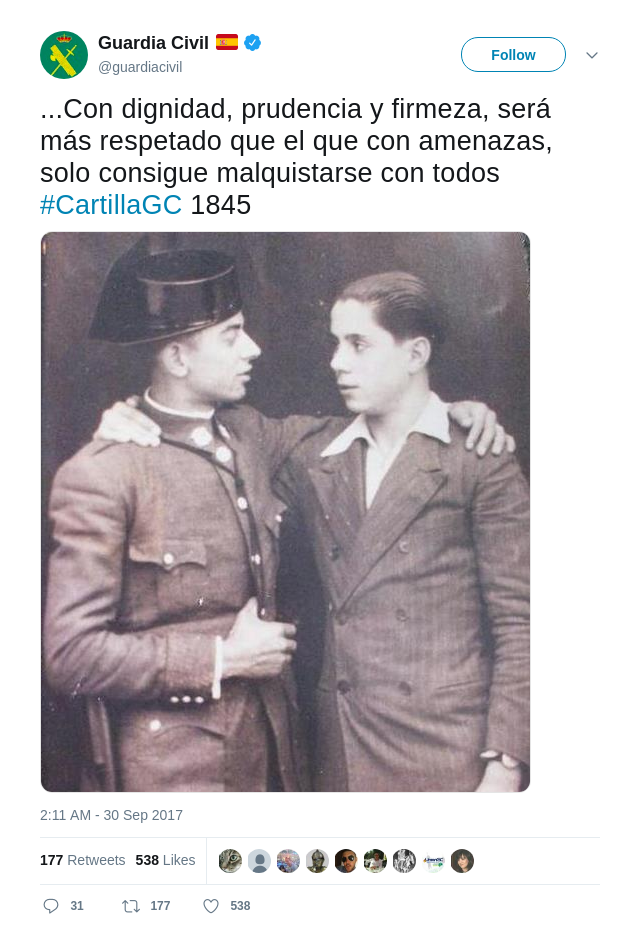 Guardia Civil
@guardiacivil
Follow
...Con dignidad, prudencia y firmeza, será
más respetado que el que con amenazas,
solo consigue malquistarse con todos
#CartillaGC 1845
2:11 AM - 30 Sep 2017
177 Retweets 538 Likes
31 177 538